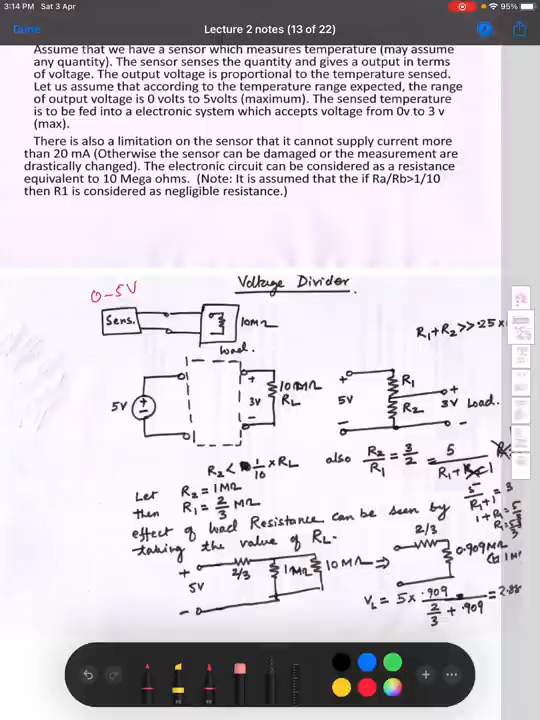 3:14 PM Sat 3 Apr
95%
Done
Lecture 2 notes (13 of 22)
Assume that we have a sensor which measures temperature (may assume
any quantity). The sensor senses the quantity and gives a output in terms
of voltage. The output voltage is proportional to the temperature sensed.
Let us assume that according to the temperature range expected, the range
of output voltage is 0 volts to 5volts (maximum). The sensed temperature
is to be fed into a electronic system which accepts voltage from 0v to 3 v
(max).
There is also a limitation on the sensor that it cannot supply current more
than 20 mA (Otherwise the sensor can be damaged or the measurement are
drastically changed). The electronic circuit can be considered as a resistance
equivalent to 10 Mega ohms. (Note: It is assumed that the if Ra/Rb>1/10
then R1 is considered as negligible resistance.)
Voltage Divider.
0-5V
Sens.
10MΩ
load.
R1+R2 >>
5V
+
3V
-
10MΩ
RL
+
5V
-
R1
R2
+
3V
-
Load.
R2 < 1/10 × RL
also R2/R1 = 3/2 = 5/
Let R2 = 1MΩ
then R1 = 2/3 MΩ
5/R1+1 = 3
1+R1 = 5/3
effect of load Resistance can be seen by
taking the value of RL.
+
5V
-
2/3
1MΩ
10MΩ
⇒
2/3
0.909MΩ
VL = 5 × .909 / 2/3 + .909 =